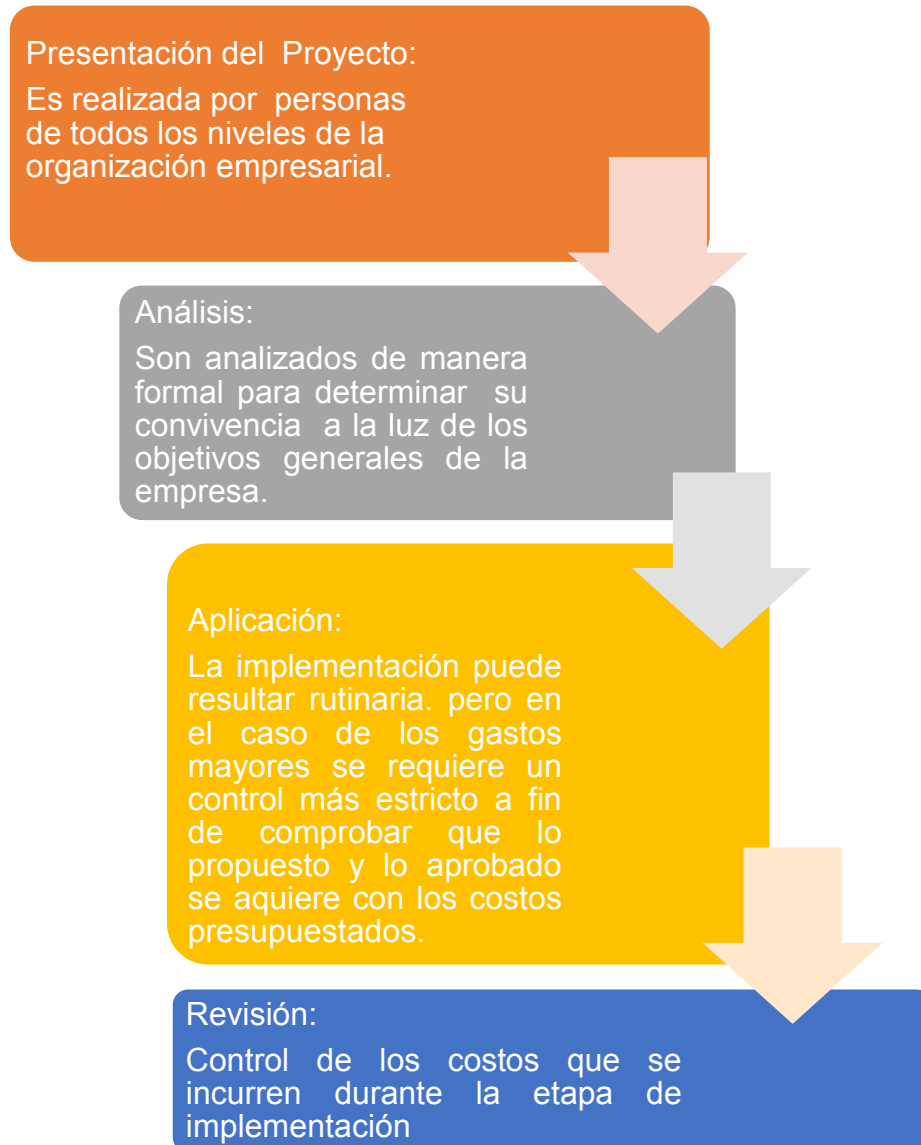 Presentación del  Proyecto:
Es realizada por  personas
de todos los niveles de la
organización empresarial.
Análisis:
Son analizados de manera
formal para determinar  su
convivencia  a la luz de los
objetivos generales de la
empresa.
Aplicación:
La implementación puede
resultar rutinaria. pero en
el caso de los gastos
mayores se requiere un
control más estricto a fin
de comprobar que lo
propuesto y lo aprobado
se aquiere con los costos
presupuestados.
Revisión:
Control de los costos que se
incurren durante la etapa de
implementación